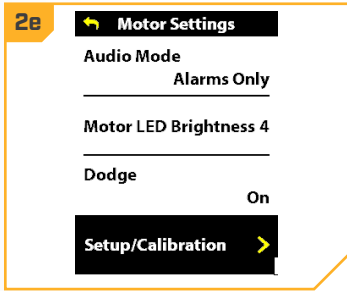 2e
Motor Settings
Audio Mode
Alarms Only
Motor LED Brightness 4
Dodge
On
Setup/Calibration >